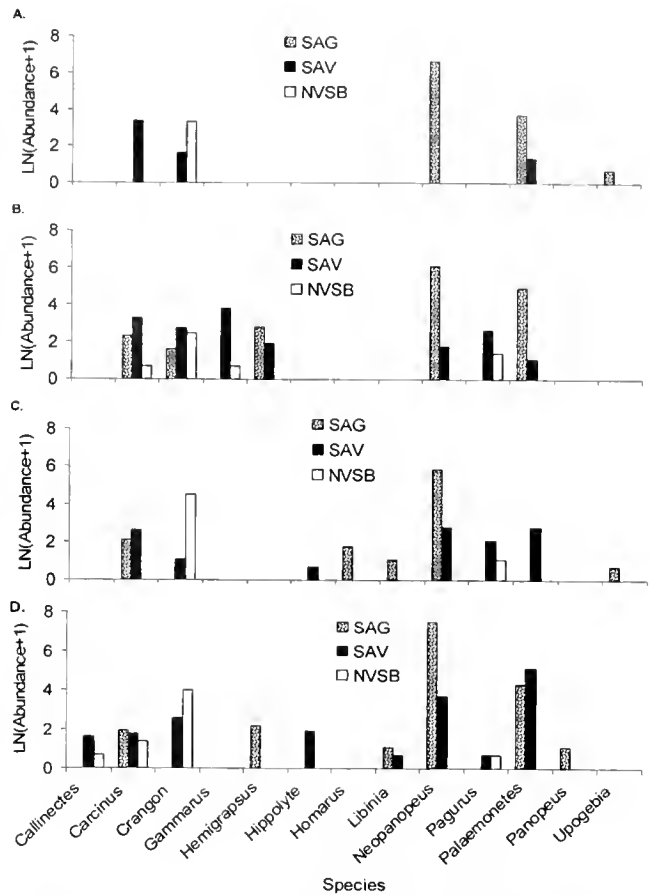 A.
LN(Abundance+1)
8
6
4
2
0
SAG
SAV
NVSB
B.
LN(Abundance+1)
8
6
4
2
0
SAG
SAV
NVSB
C.
LN(Abundance+1)
8
6
4
2
0
SAG
SAV
NVSB
D.
LN(Abundance+1)
8
6
4
2
0
SAG
SAV
NVSB
Callinectes
Carcinus
Crangon
Gammarus
Hemigrapsus
Hippolyte
Homarus
Libinia
Neopanopeus
Pagurus
Palaemonetes
Panopeus
Upogebia
Species